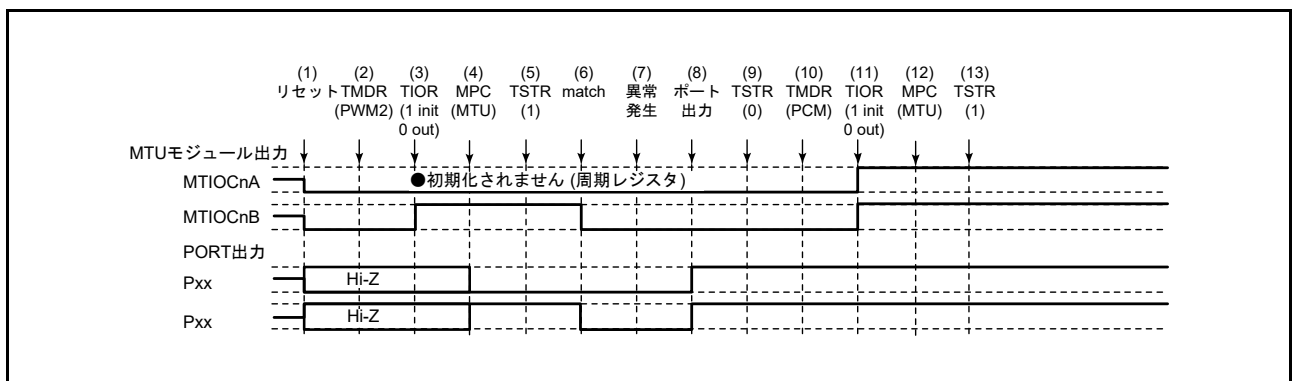 (1) (2) (3) (4) (5) (6) (7) (8) (9) (10) (11) (12) (13)
リセット TMDR TIOR MPC TSTR match 異常 ポート TSTR TMDR TIOR MPC TSTR
(PWM2) (1 init (MTU) (1) 発生 出力 (0) (PCM) (1 init (MTU) (1)
0 out) 0 out)
MTUモジュール出力
MTIOCnA ●初期化されません (周期レジスタ)
MTIOCnB
PORT出力
Pxx Hi-Z
Pxx Hi-Z